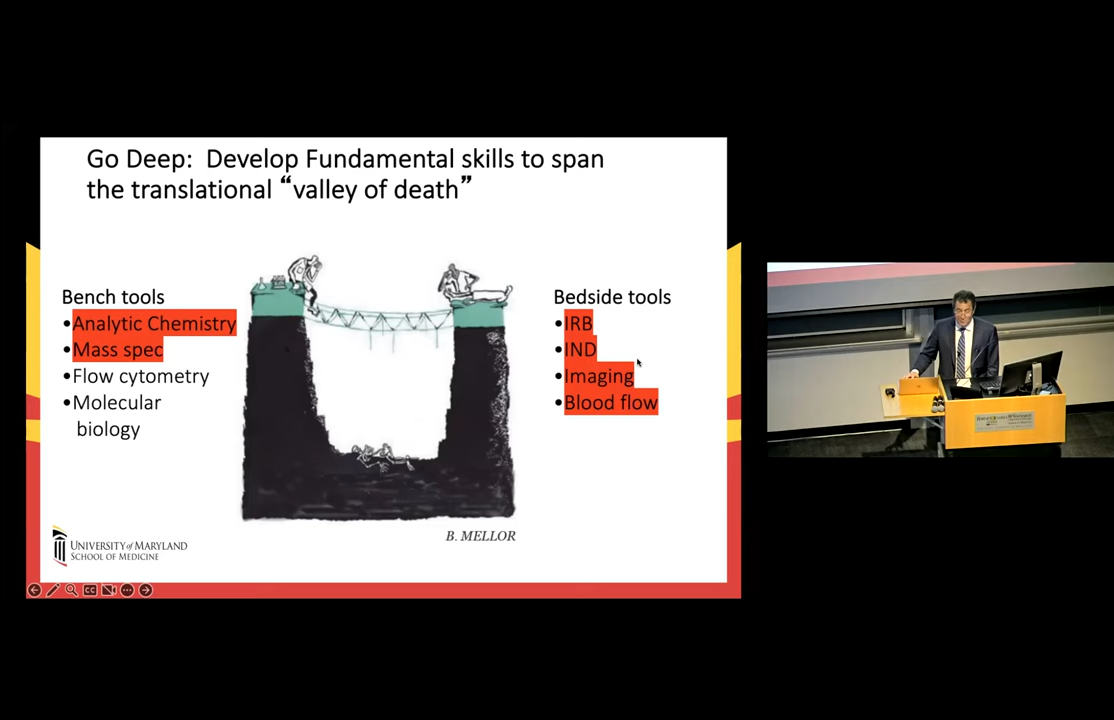 Go Deep:  Develop Fundamental skills to span
the translational “valley of death”
Bench tools
•Analytic Chemistry
•Mass spec
•Flow cytometry
•Molecular
biology
Bedside tools
•IRB
•IND
•Imaging
•Blood flow
B. MELLOR
UNIVERSITY of MARYLAND
SCHOOL OF MEDICINE
CC